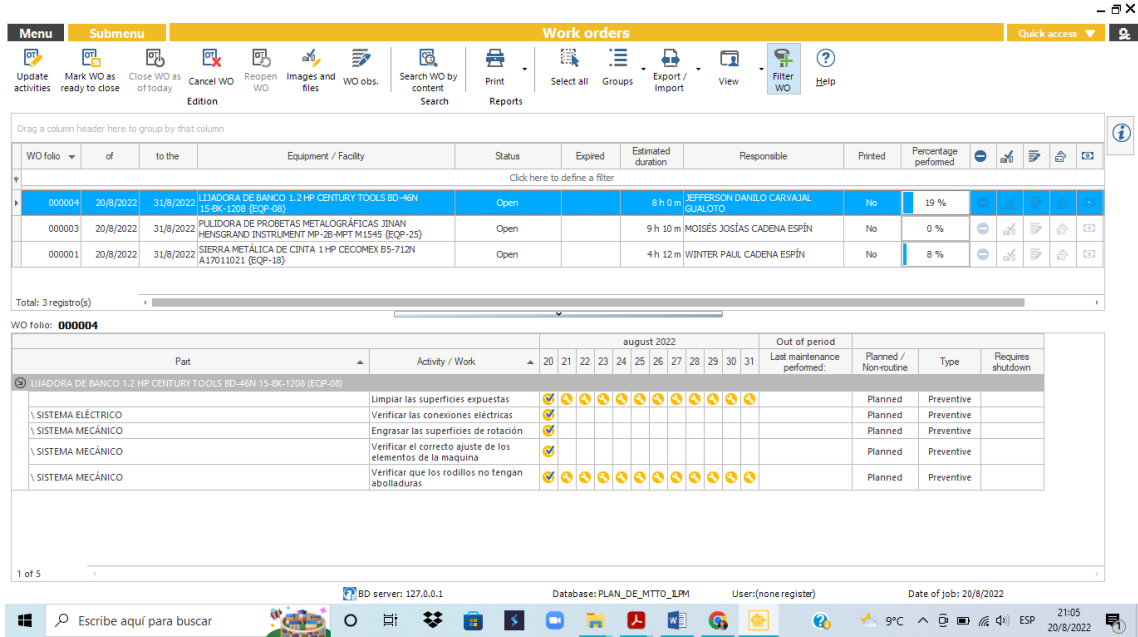 Menu Submenu Work orders Quick access
Update activities
Mark WO as ready to close
Close WO as of today
Cancel WO
Reopen WO
Images and files
WO obs.
Search WO by content
Print
Select all
Groups
Export / Import
View
Filter WO
Help
Edition Search Reports
Drag a column header here to group by that column
WO folio of to the Equipment / Facility Status Expired Estimated duration Responsible Printed Percentage performed
Click here to define a filter
000004 20/8/2022 31/8/2022 LIJADORA DE BANCO 1.2 HP CENTURY TOOLS BD-46N 15-BK-1208 {EQP-08} Open 8 h 0 m JEFFERSON DANILO CARVAJAL GUALOTO No 19 %
000003 20/8/2022 31/8/2022 PULIDORA DE PROBETAS METALOGRÁFICAS JINAN HENSGRAND INSTRUMENT MP-2B-MPT M1545 {EQP-25} Open 9 h 10 m MOISÉS JOSÍAS CADENA ESPÍN No 0 %
000001 20/8/2022 31/8/2022 SIERRA METÁLICA DE CINTA 1 HP CECOMEX B5-712N A17011021 {EQP-18} Open 4 h 12 m WINTER PAUL CADENA ESPÍN No 8 %
Total: 3 registro(s)
WO folio: 000004
august 2022 Out of period
Part Activity / Work 20 21 22 23 24 25 26 27 28 29 30 31 Last maintenance performed: Planned / Non-routine Type Requires shutdown
LIJADORA DE BANCO 1.2 HP CENTURY TOOLS BD-46N 15-BK-1208 {EQP-08}
Limpiar las superficies expuestas Planned Preventive
\ SISTEMA ELÉCTRICO Verificar las conexiones eléctricas Planned Preventive
\ SISTEMA MECÁNICO Engrasar las superficies de rotación Planned Preventive
\ SISTEMA MECÁNICO Verificar el correcto ajuste de los elementos de la maquina Planned Preventive
\ SISTEMA MECÁNICO Verificar que los rodillos no tengan abolladuras Planned Preventive
1 of 5
BD server: 127.0.0.1 Database: PLAN_DE_MTTO_ILPM User:(none register) Date of job: 20/8/2022
Escribe aquí para buscar 9°C ESP 21:05
20/8/2022